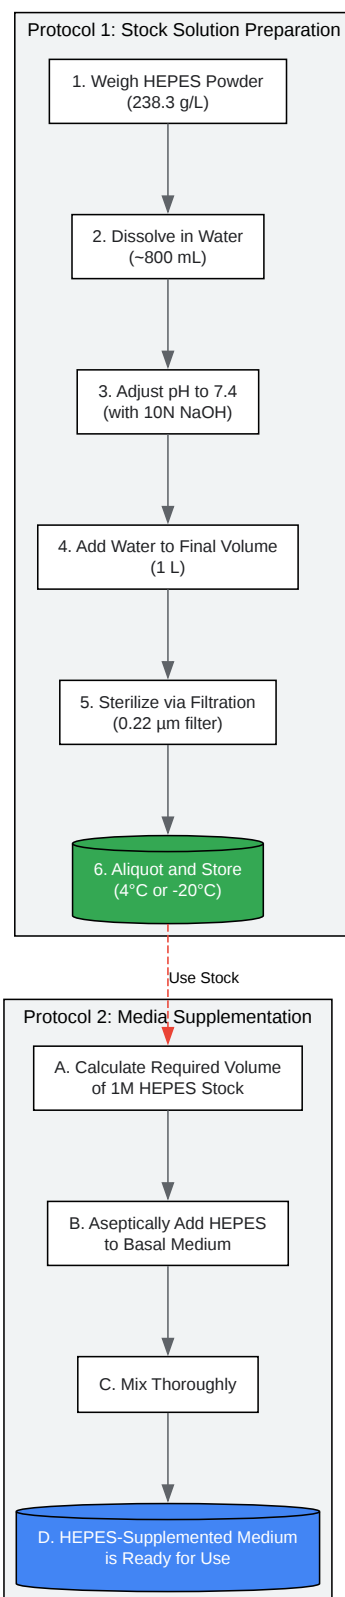 Protocol 1: Stock Solution Preparation
1. Weigh HEPES Powder
(238.3 g/L)
2. Dissolve in Water
(~800 mL)
3. Adjust pH to 7.4
(with 10N NaOH)
4. Add Water to Final Volume
(1 L)
5. Sterilize via Filtration
(0.22 µm filter)
6. Aliquot and Store
(4°C or -20°C)
Use Stock
Protocol 2: Media Supplementation
A. Calculate Required Volume
of 1M HEPES Stock
B. Aseptically Add HEPES
to Basal Medium
C. Mix Thoroughly
D. HEPES-Supplemented Medium
is Ready for Use